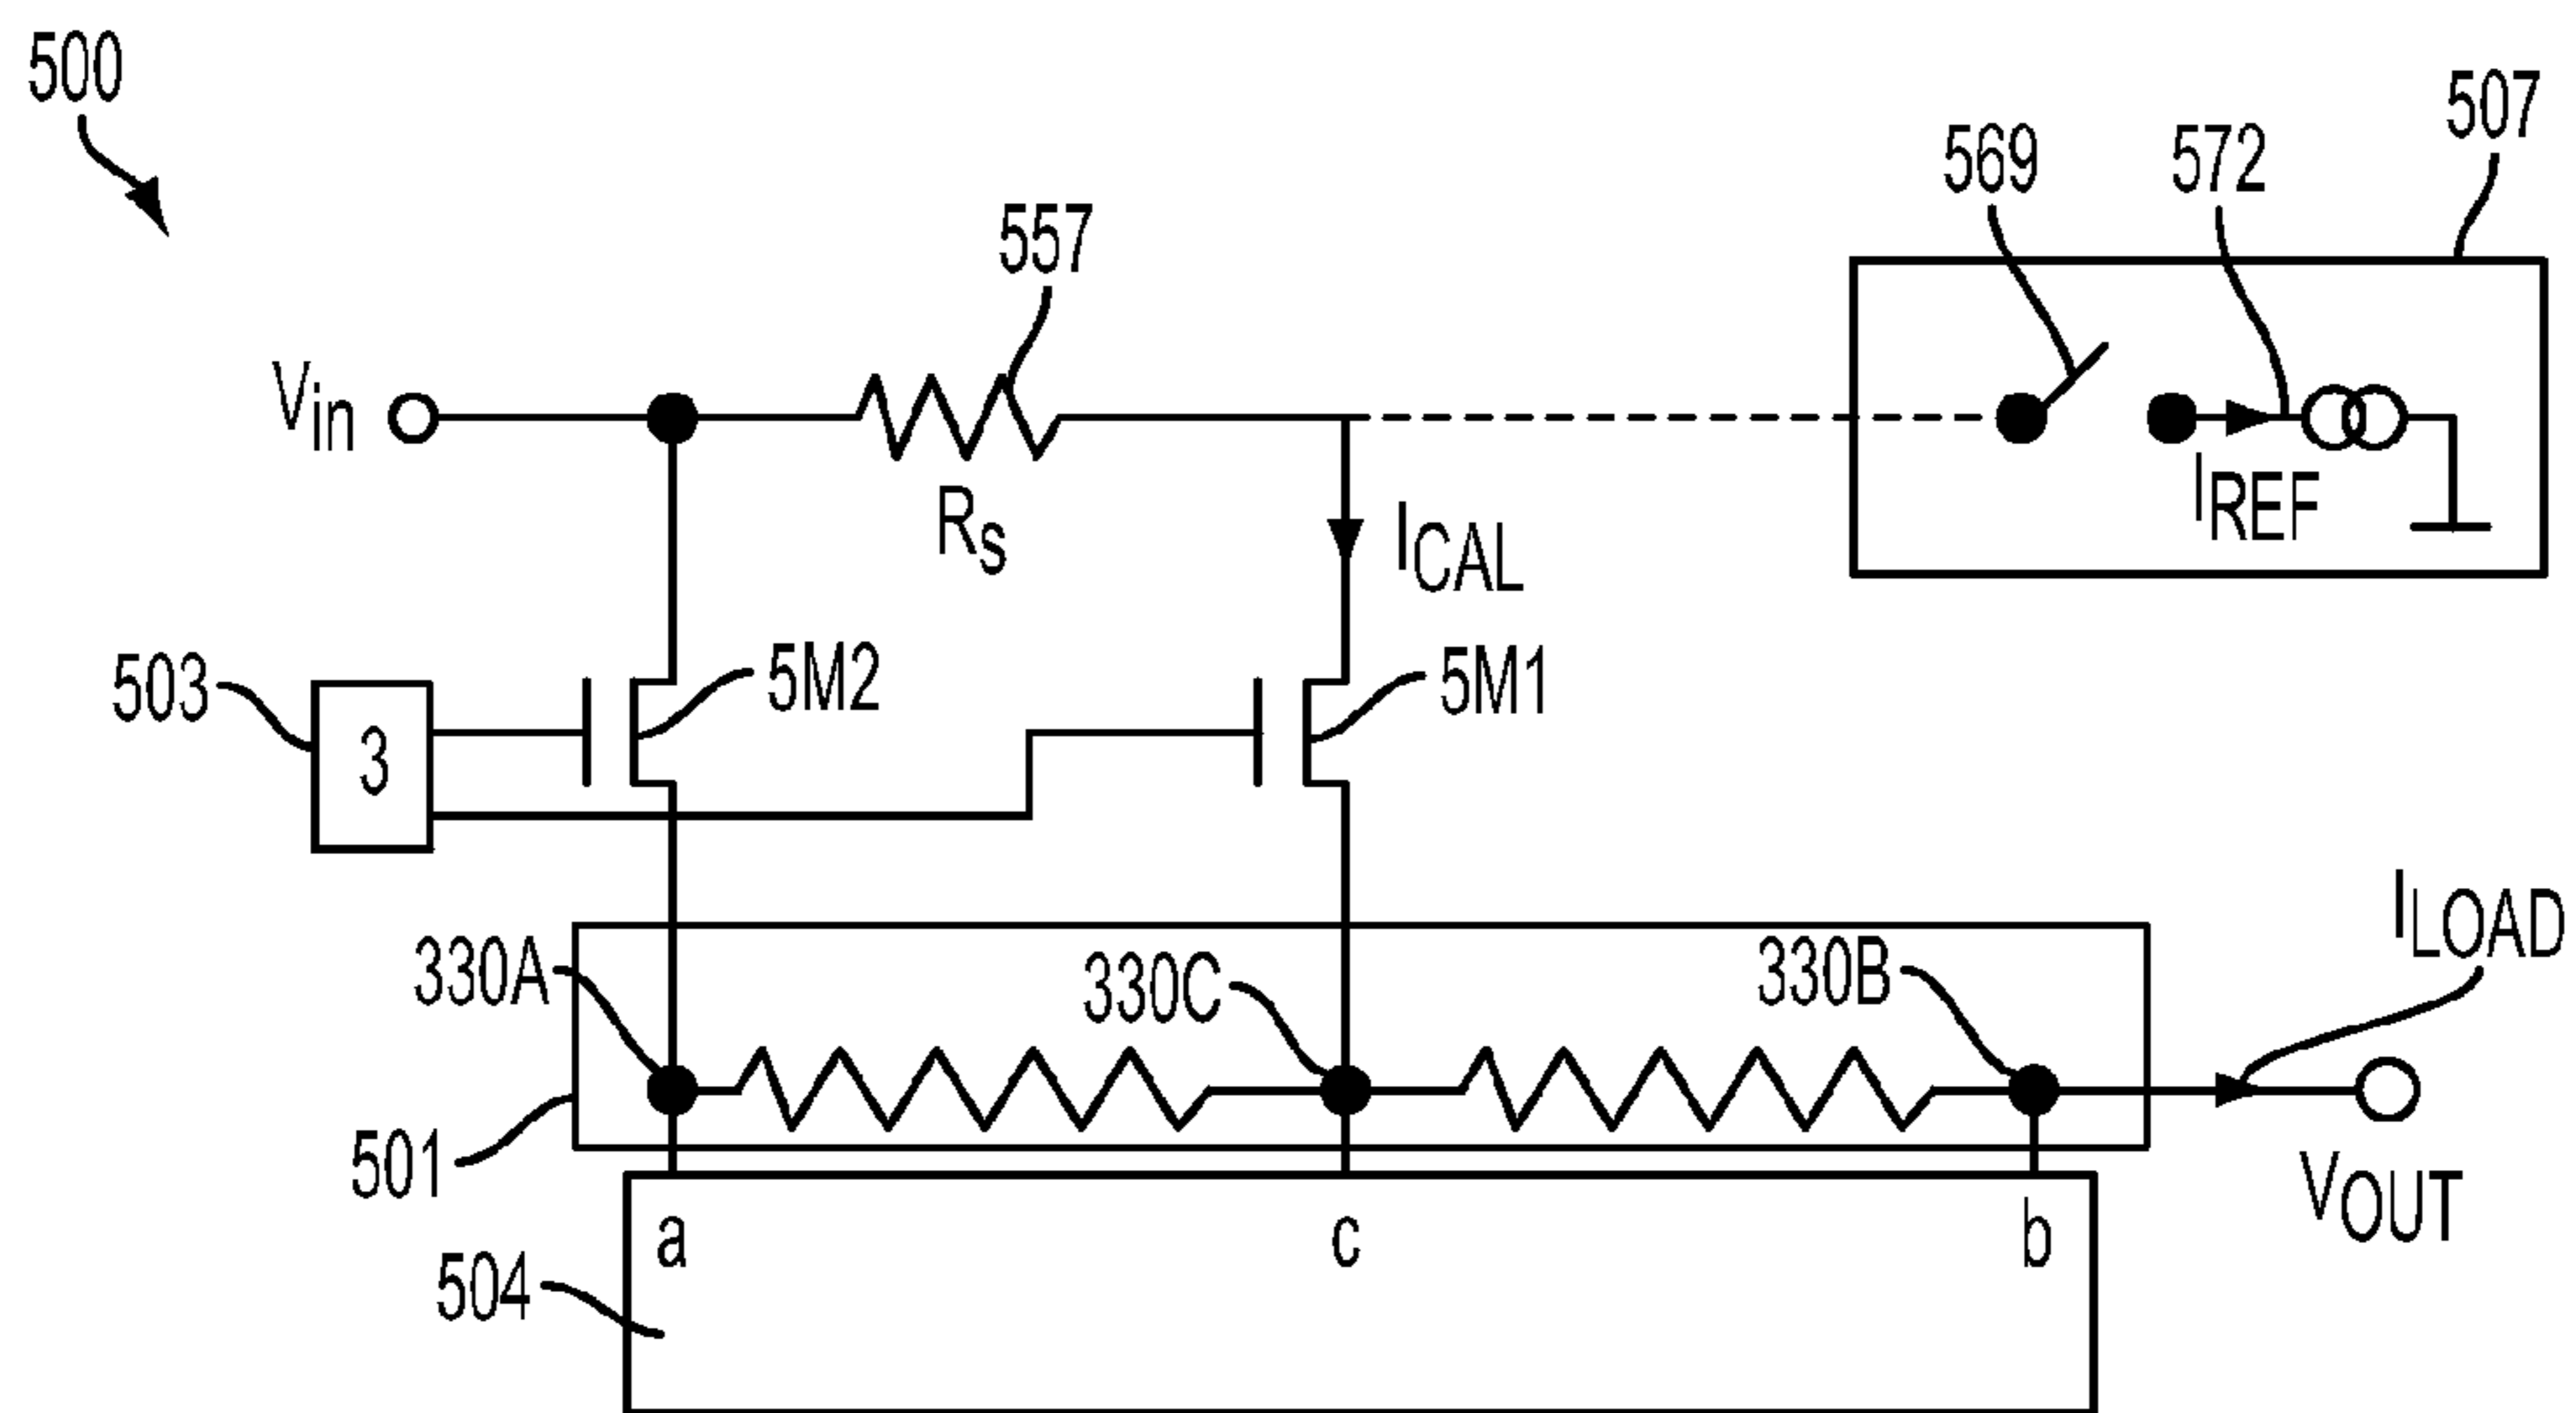 500
507
569
572
557
Vin
RS
ICAL
IREF
503
3
5M2
5M1
ILOAD
330A
330C
330B
501
VOUT
a
c
b
504